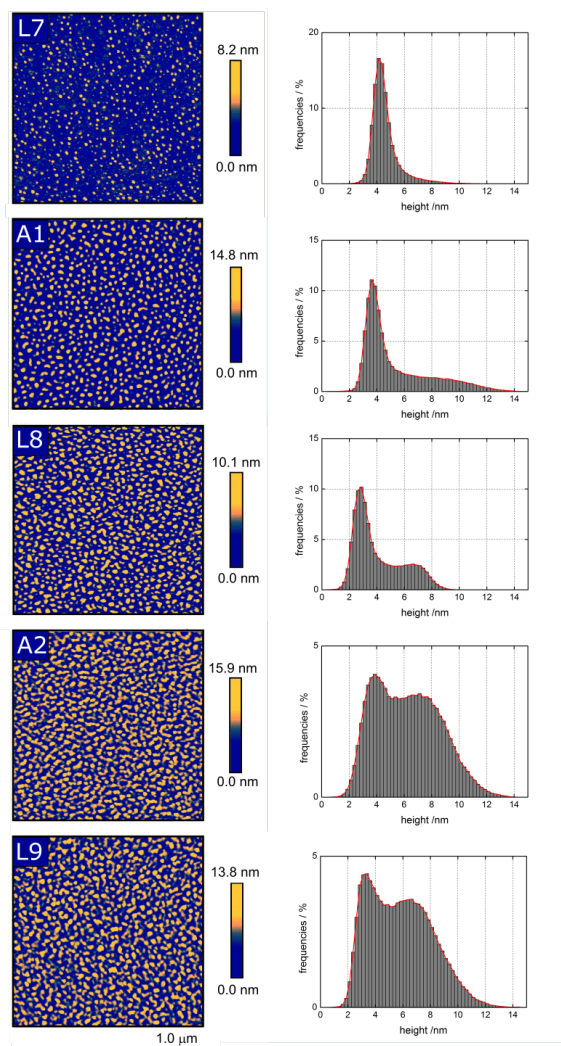 L7
8.2 nm
0.0 nm
20
10
0
frequencies / %
0 2 4 6 8 10 12 14
height /nm
A1
14.8 nm
0.0 nm
15
10
5
0
frequencies / %
0 2 4 6 8 10 12 14
height /nm
L8
10.1 nm
0.0 nm
15
10
5
0
frequencies / %
0 2 4 6 8 10 12 14
height /nm
A2
15.9 nm
0.0 nm
5
0
frequencies / %
0 2 4 6 8 10 12 14
height /nm
L9
13.8 nm
0.0 nm
5
0
frequencies / %
0 2 4 6 8 10 12 14
height /nm
1.0 μm